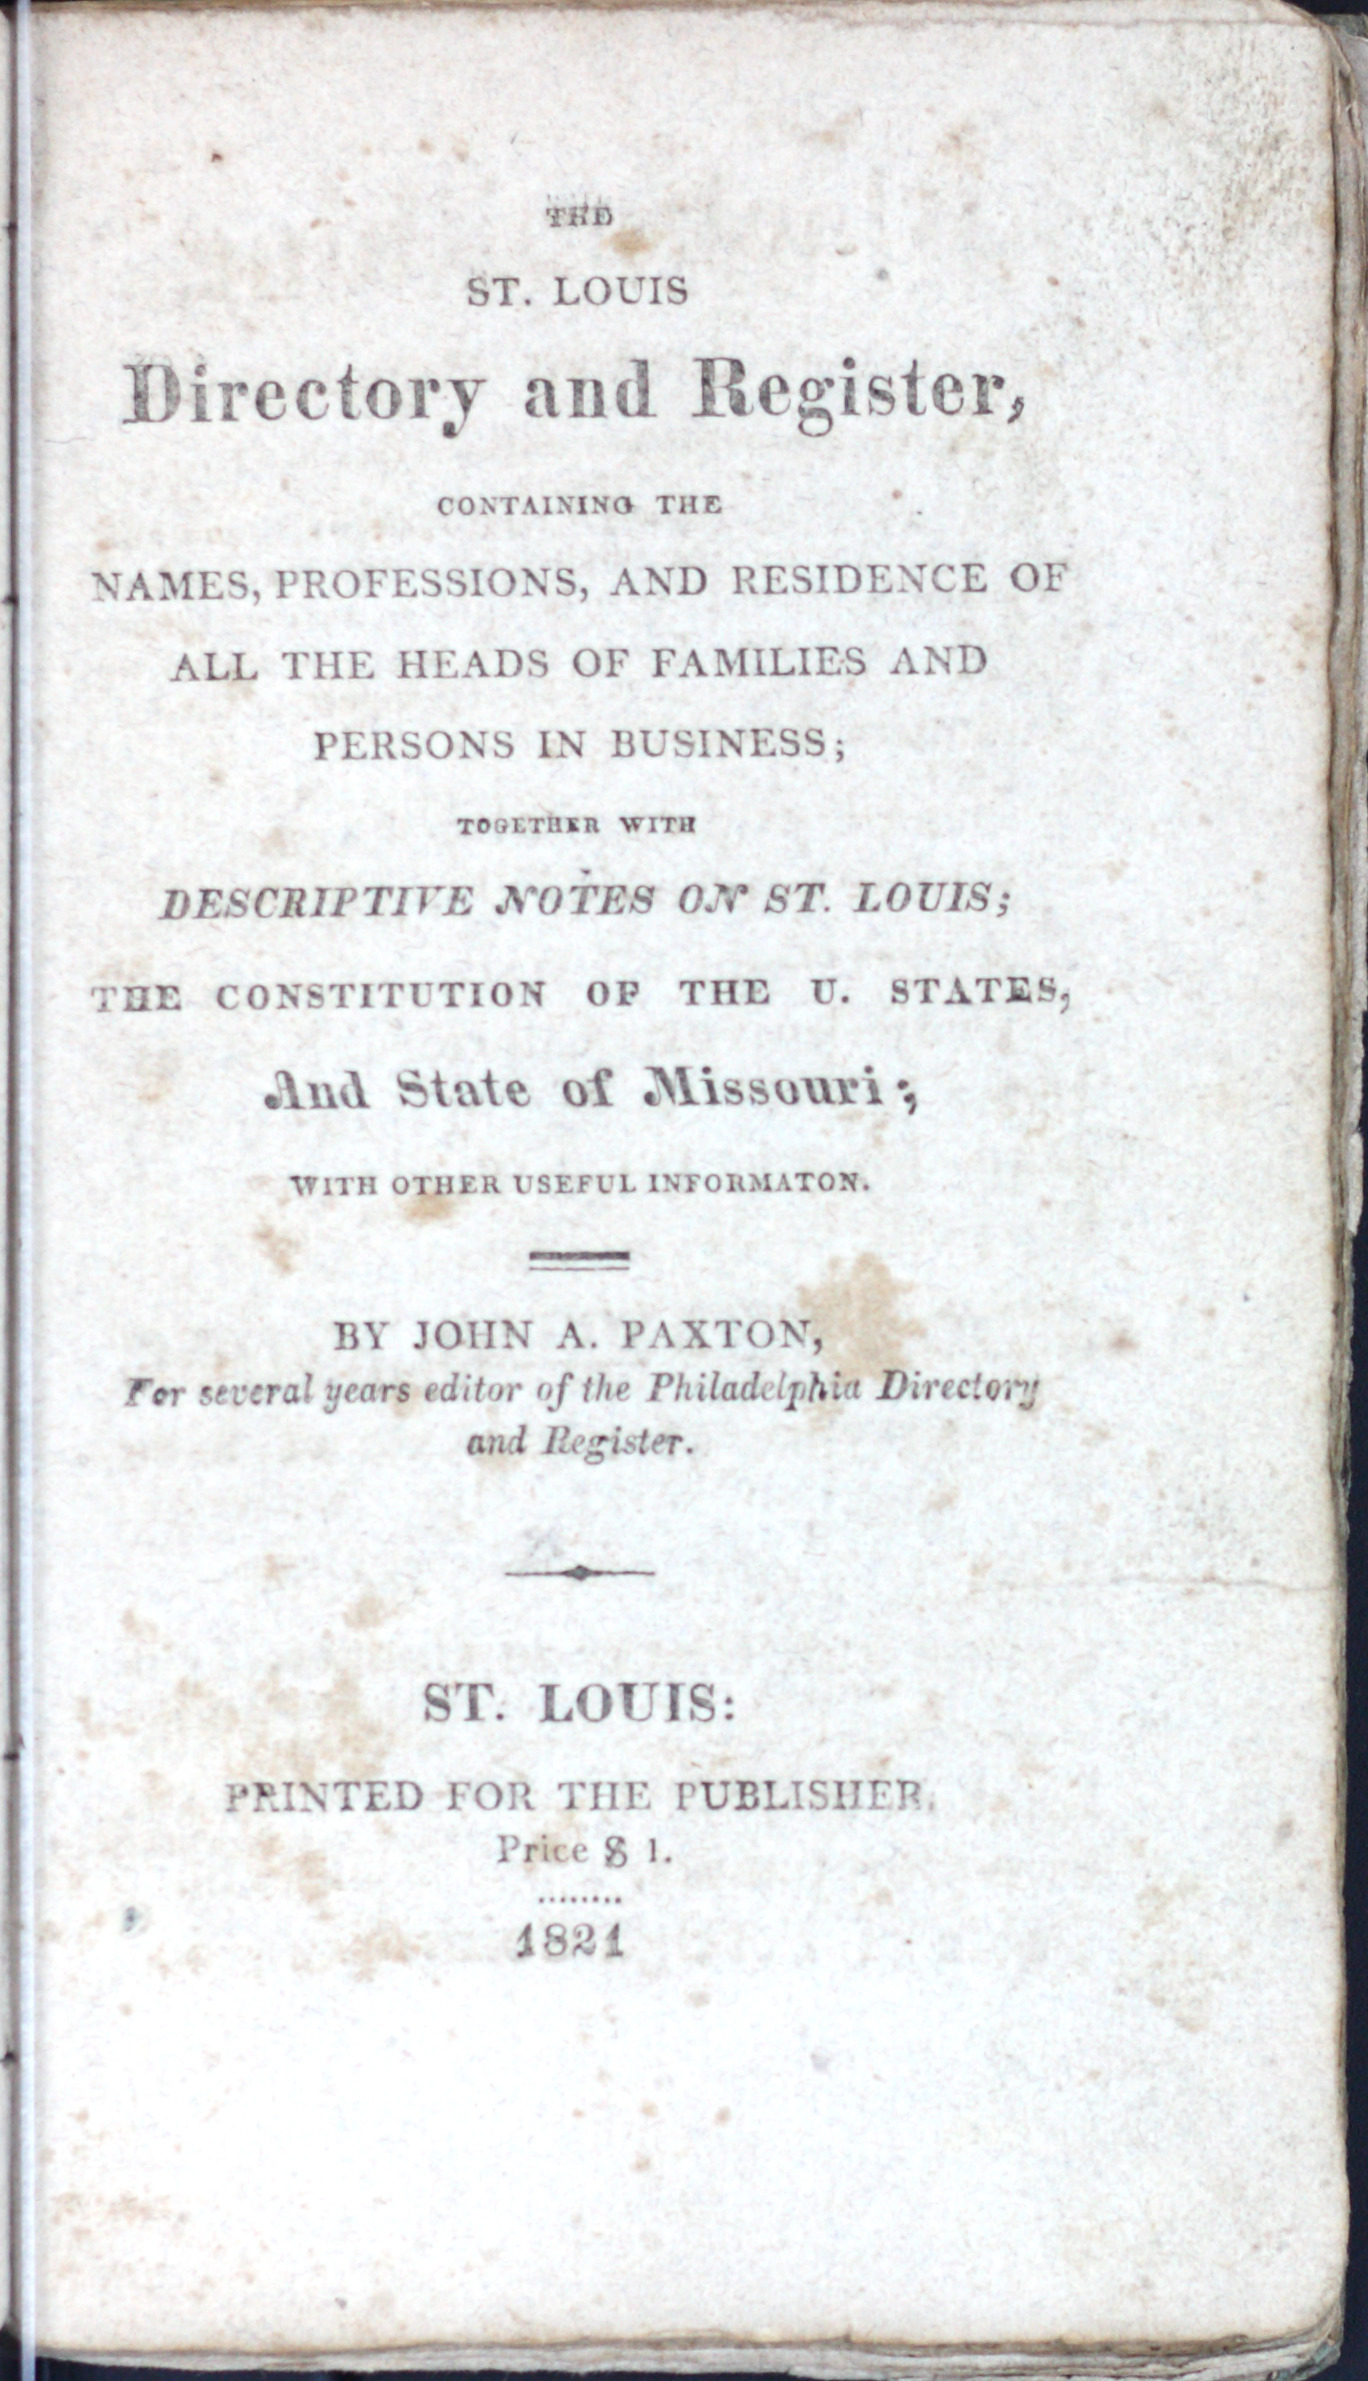 THE
ST. LOUIS
Directory and Register,
CONTAINING THE
NAMES, PROFESSIONS, AND RESIDENCE OF
ALL THE HEADS OF FAMILIES AND
PERSONS IN BUSINESS;
TOGETHER WITH
DESCRIPTIVE NOTES ON ST. LOUIS;
THE CONSTITUTION OF THE U. STATES,
And State of Missouri;
WITH OTHER USEFUL INFORMATON.
BY JOHN A. PAXTON,
For several years editor of the Philadelphia Directory
and Register.
ST. LOUIS:
PRINTED FOR THE PUBLISHER.
Price $ 1.
........
1821